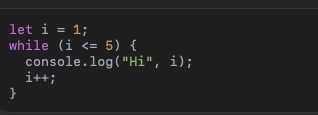 let i = 1;
while (i <= 5) {
  console.log("Hi", i);
  i++;
}